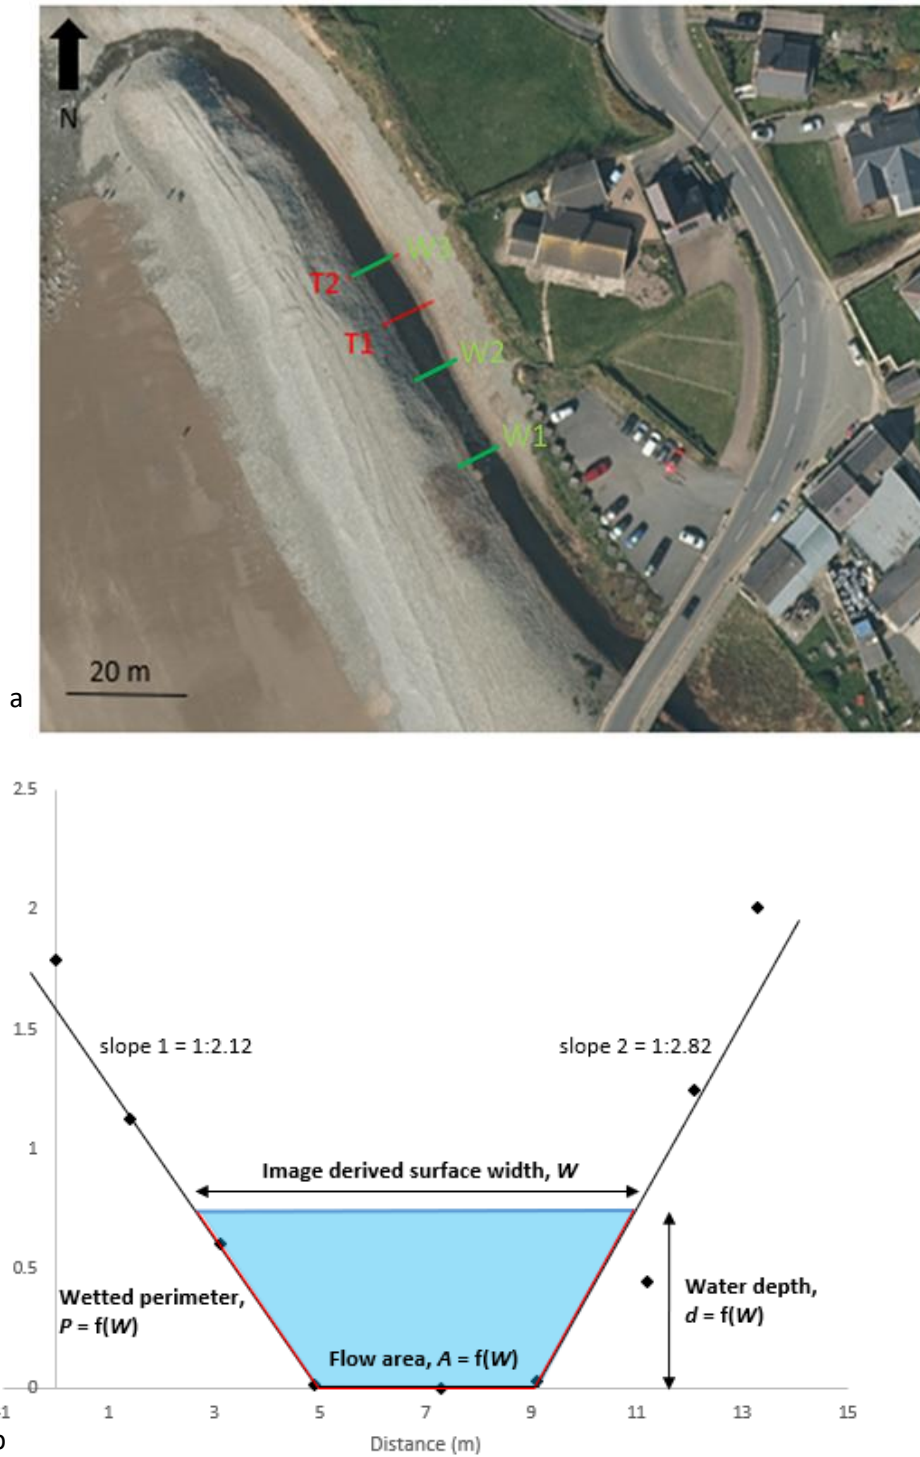 N
W3
T2
T1
W2
W1
20 m
a
2.5
2
slope 1 = 1:2.12
slope 2 = 1:2.82
1.5
1
Image derived surface width, W
0.5
Wetted perimeter,
P = f(W)
Water depth,
d = f(W)
Flow area, A = f(W)
0
-1 1 3 5 7 9 11 13 15
Distance (m)